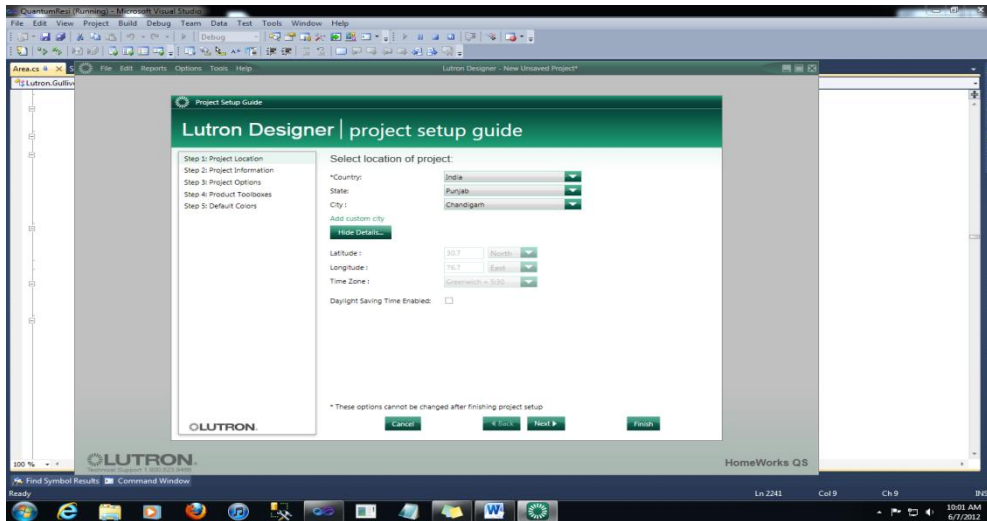 QuantumResi (Running) - Microsoft Visual Studio
File Edit View Project Build Debug Team Data Test Tools Window Help
Debug
Area.cs
File Edit Reports Options Tools Help Lutron Designer - New Unsaved Project*
Project Setup Guide
Lutron Designer | project setup guide
Step 1: Project Location
Step 2: Project Information
Step 3: Project Options
Step 4: Product Toolboxes
Step 5: Default Colors
Select location of project:
*Country: India
State: Punjab
City : Chandigarh
Add custom city
Hide Details...
Latitude : 30.7 North
Longitude : 76.7 East
Time Zone : Greenwich + 5:30
Daylight Saving Time Enabled:
* These options cannot be changed after finishing project setup
LUTRON.
Cancel Back Next Finish
LUTRON.
HomeWorks QS
100 %
Find Symbol Results Command Window
Ready Ln 2241 Col 9 Ch 9 INS
10:01 AM
6/7/2012